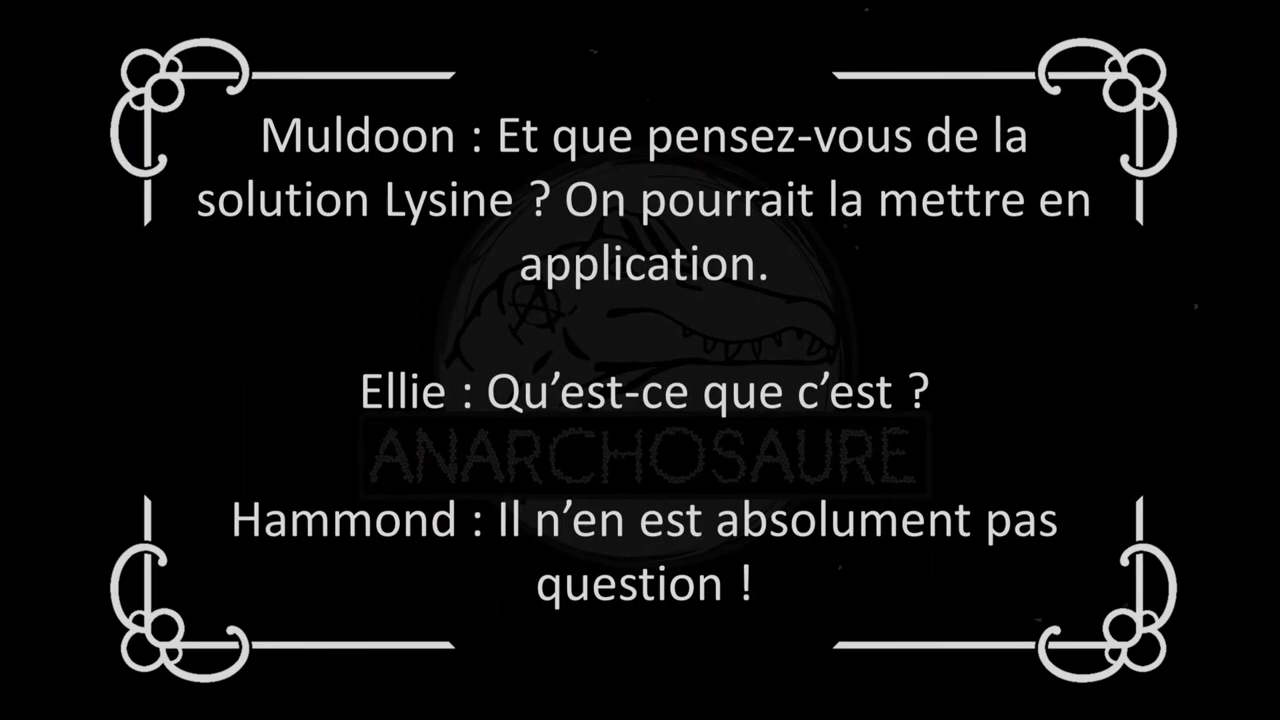 Muldoon : Et que pensez-vous de la
solution Lysine ? On pourrait la mettre en
application.
Ellie : Qu’est-ce que c’est ?
ANARCHOSAURE
Hammond : Il n’en est absolument pas
question !